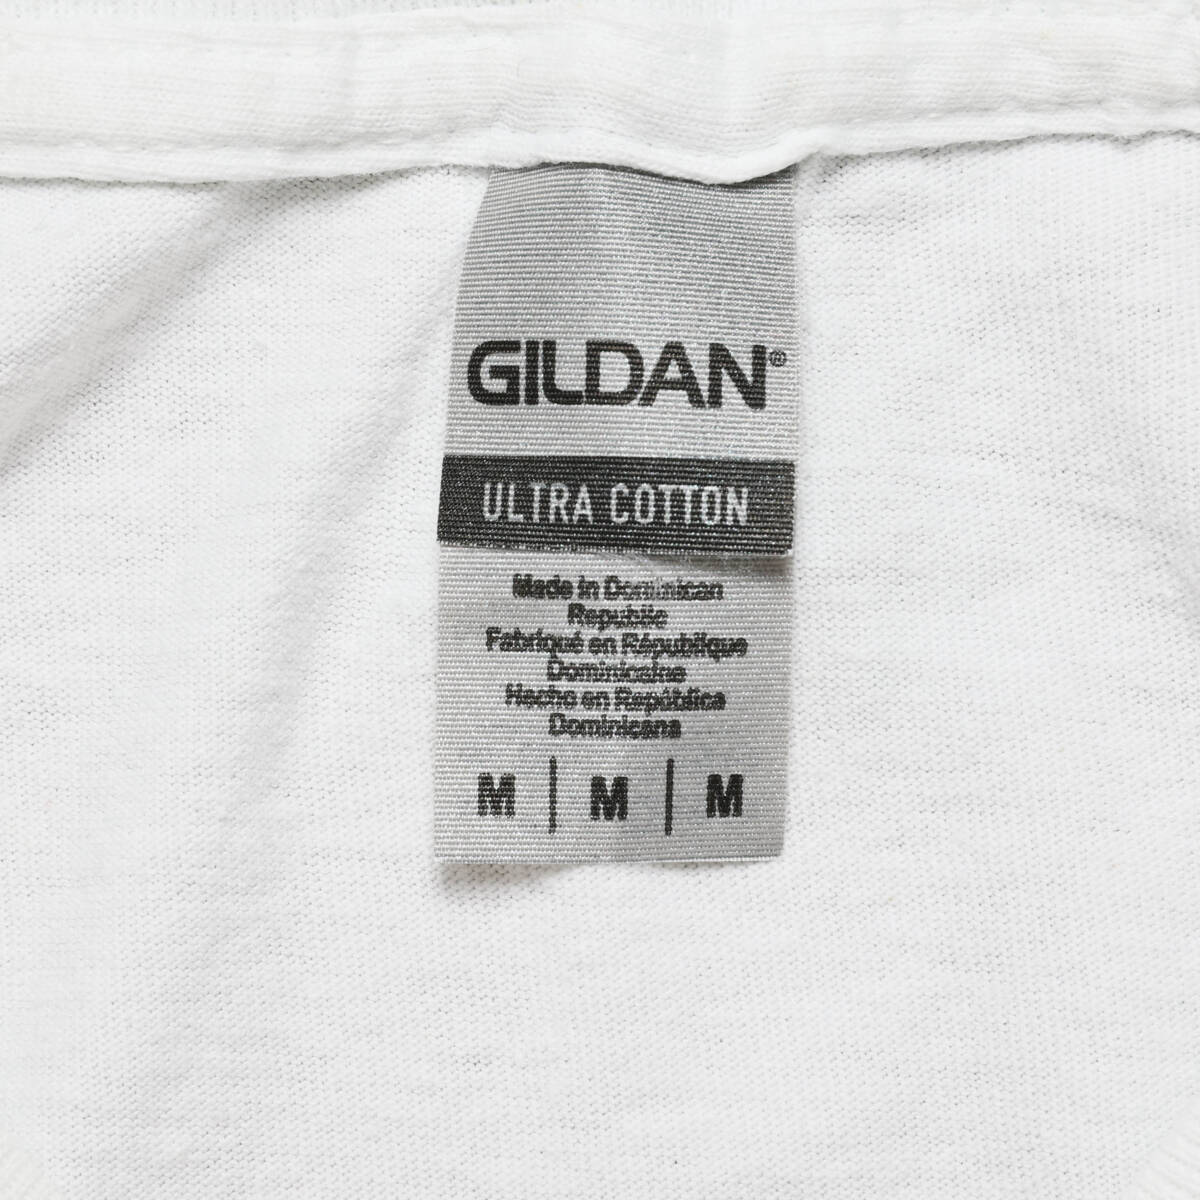 GILDAN®
ULTRA COTTON
Made in Dominican
Republic
Fabriqué en République
Dominicaine
Hecho en República
Dominicana
M | M | M